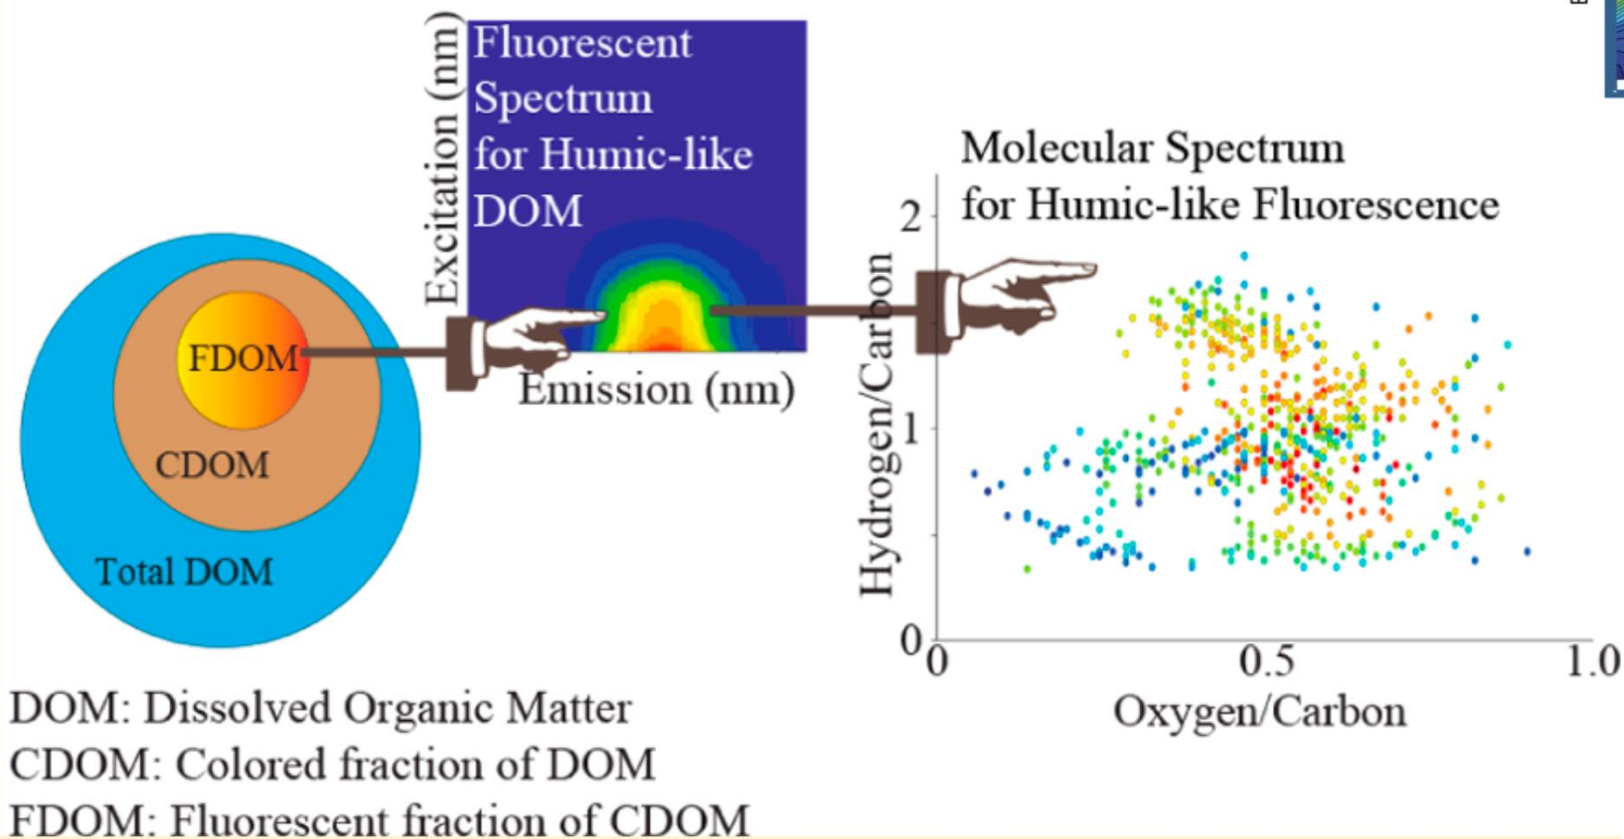 Fluorescent
Spectrum
for Humic-like
DOM
Excitation (nm)
Emission (nm)
FDOM
CDOM
Total DOM
Molecular Spectrum
for Humic-like Fluorescence
Hydrogen/Carbon
2
1
0
0
0.5
1.0
Oxygen/Carbon
DOM: Dissolved Organic Matter
CDOM: Colored fraction of DOM
FDOM: Fluorescent fraction of CDOM